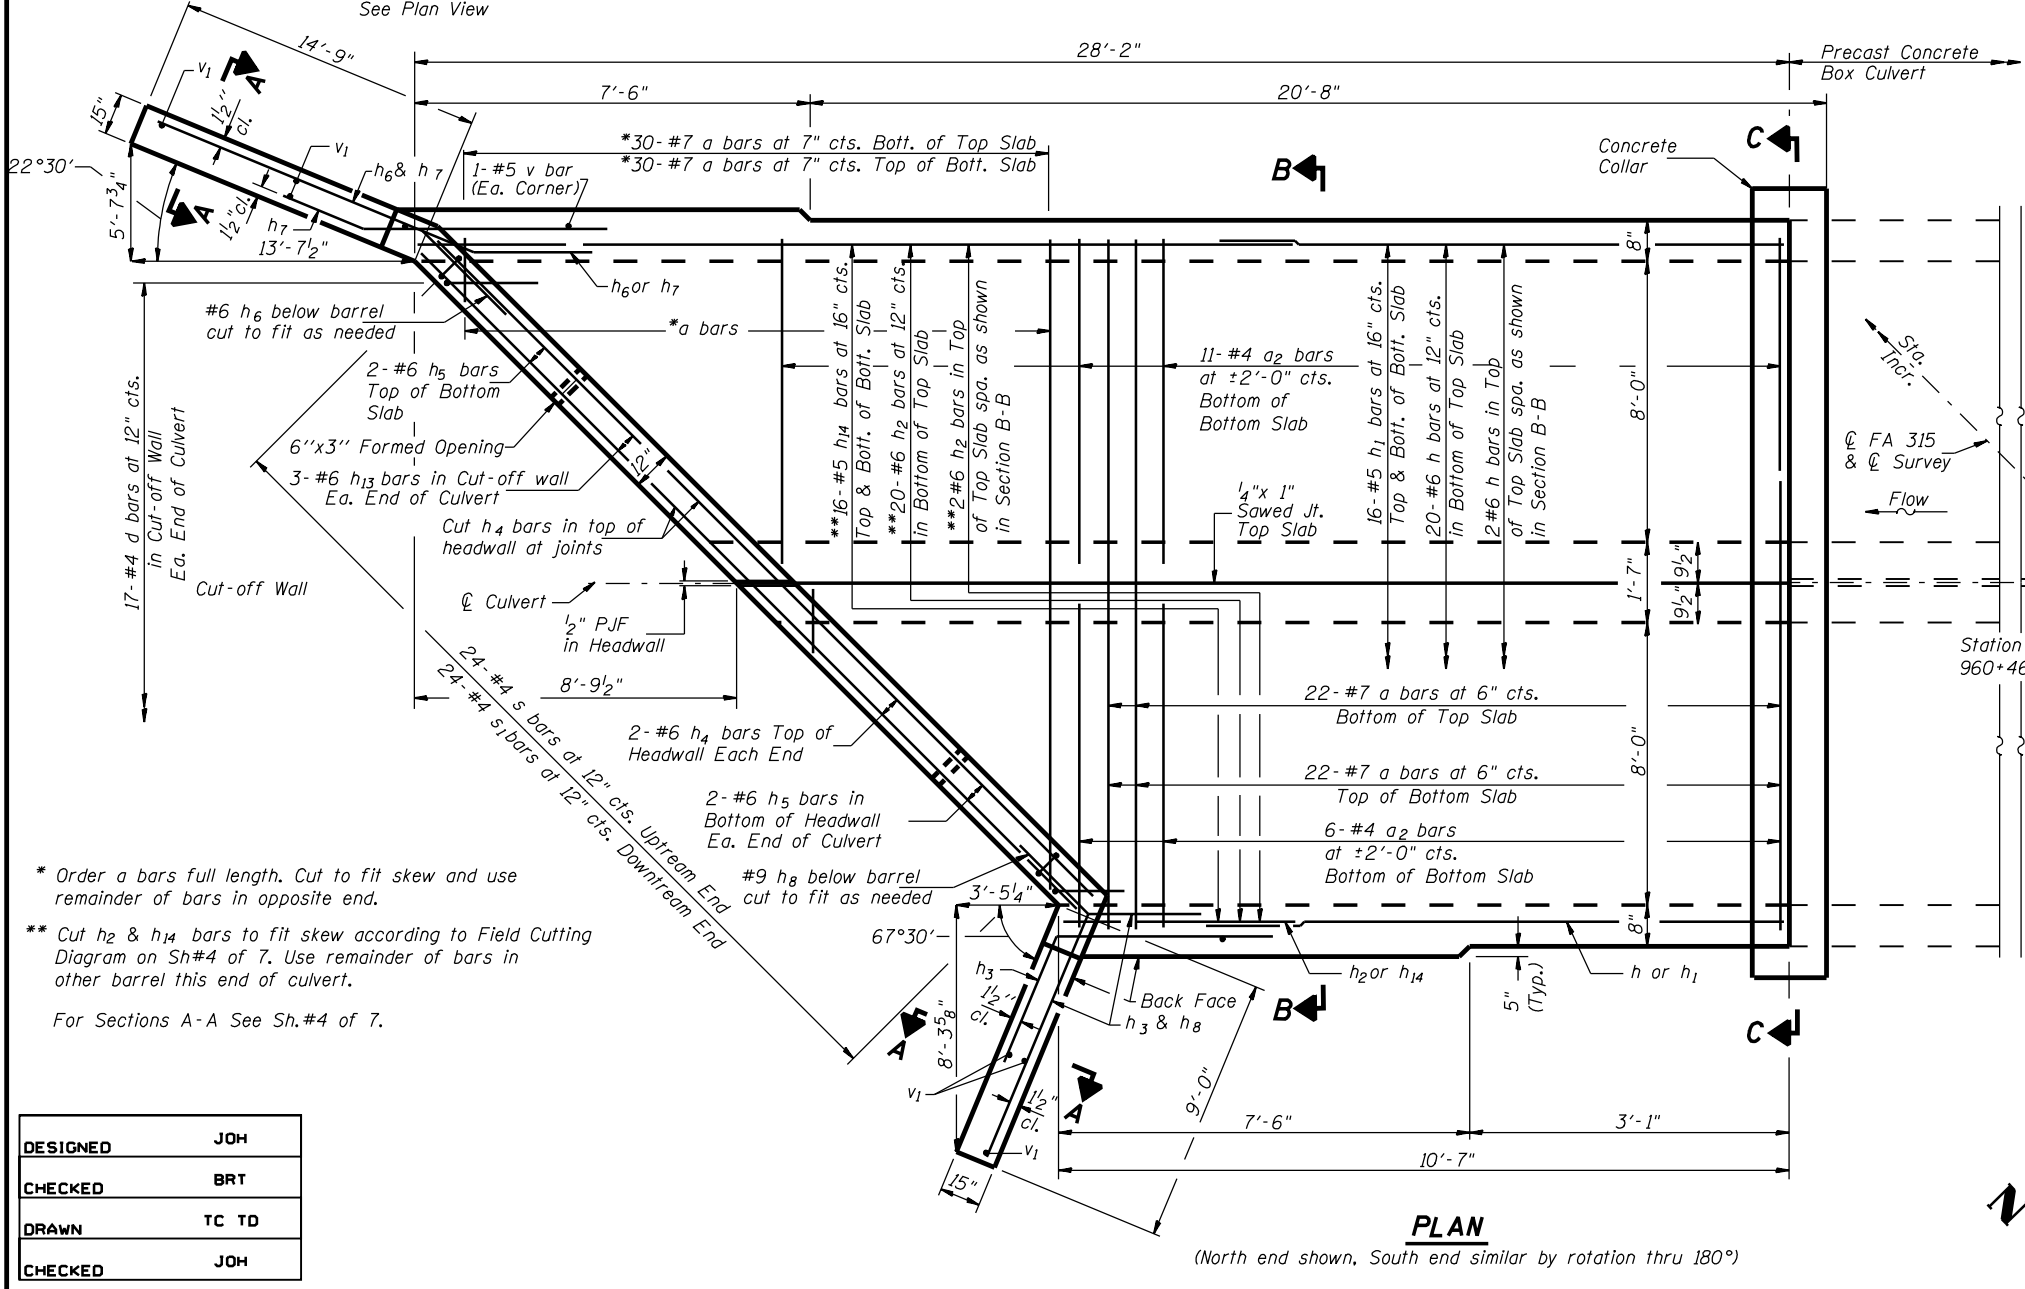 See Plan View
14'-9"
28'-2"
Precast Concrete
Box Culvert
7'-6"
20'-8"
v1
A
15"
1½" cl.
22°30'
5'-7¾"
v1
h6 & h7
A
1½" cl.
h7
13'-7½"
*30-#7 a bars at 7" cts. Bott. of Top Slab
*30-#7 a bars at 7" cts. Top of Bott. Slab
1-#5 v bar
(Ea. Corner)
B
Concrete
Collar
C
h6 or h7
8"
#6 h6 below barrel
cut to fit as needed
*a bars
2-#6 h5 bars
Top of Bottom
Slab
6''x3'' Formed Opening
3-#6 h13 bars in Cut-off wall
Ea. End of Culvert
12"
Cut h4 bars in top of
headwall at joints
17-#4 d bars at 12" cts.
in Cut-off Wall
Ea. End of Culvert
Cut-off Wall
℄ Culvert
½" PJF
in Headwall
8'-9½"
**16-#5 h14 bars at 16" cts.
Top & Bott. of Bott. Slab
**20-#6 h2 bars at 12" cts.
in Bottom of Top Slab
**2#6 h2 bars in Top
of Top Slab spa. as shown
in Section B-B
11-#4 a2 bars
at ±2'-0" cts.
Bottom of
Bottom Slab
¼"x 1"
Sawed Jt.
Top Slab
16-#5 h1 bars at 16" cts.
Top & Bott. of Bott. Slab
20-#6 h bars at 12" cts.
in Bottom of Top Slab
2#6 h bars in Top
of Top Slab spa. as shown
in Section B-B
8'-0"
Sta.
Incr.
℄ FA 315
& ℄ Survey
Flow
1'-7"
9½"
9½"
Station
960+46
24-#4 s bars at 12" cts. Uptream End
24-#4 s1 bars at 12" cts. Downtream End
2-#6 h4 bars Top of
Headwall Each End
22-#7 a bars at 6" cts.
Bottom of Top Slab
8'-0"
22-#7 a bars at 6" cts.
Top of Bottom Slab
2-#6 h5 bars in
Bottom of Headwall
Ea. End of Culvert
6-#4 a2 bars
at ±2'-0" cts.
Bottom of Bottom Slab
#9 h8 below barrel
cut to fit as needed
3'-5¼"
67°30'
8"
* Order a bars full length. Cut to fit skew and use
remainder of bars in opposite end.
** Cut h2 & h14 bars to fit skew according to Field Cutting
Diagram on Sh#4 of 7. Use remainder of bars in
other barrel this end of culvert.
For Sections A-A See Sh.#4 of 7.
h3
1½''
cl.
8'-3⅝"
Back Face
h3 & h8
h2 or h14
h or h1
5"
(Typ.)
B
C
A
v1
A
1½"
cl.
9'-0"
v1
15"
7'-6"
3'-1"
10'-7"
DESIGNED JOH
CHECKED BRT
DRAWN TC TD
CHECKED JOH
N
PLAN
(North end shown, South end similar by rotation thru 180°)